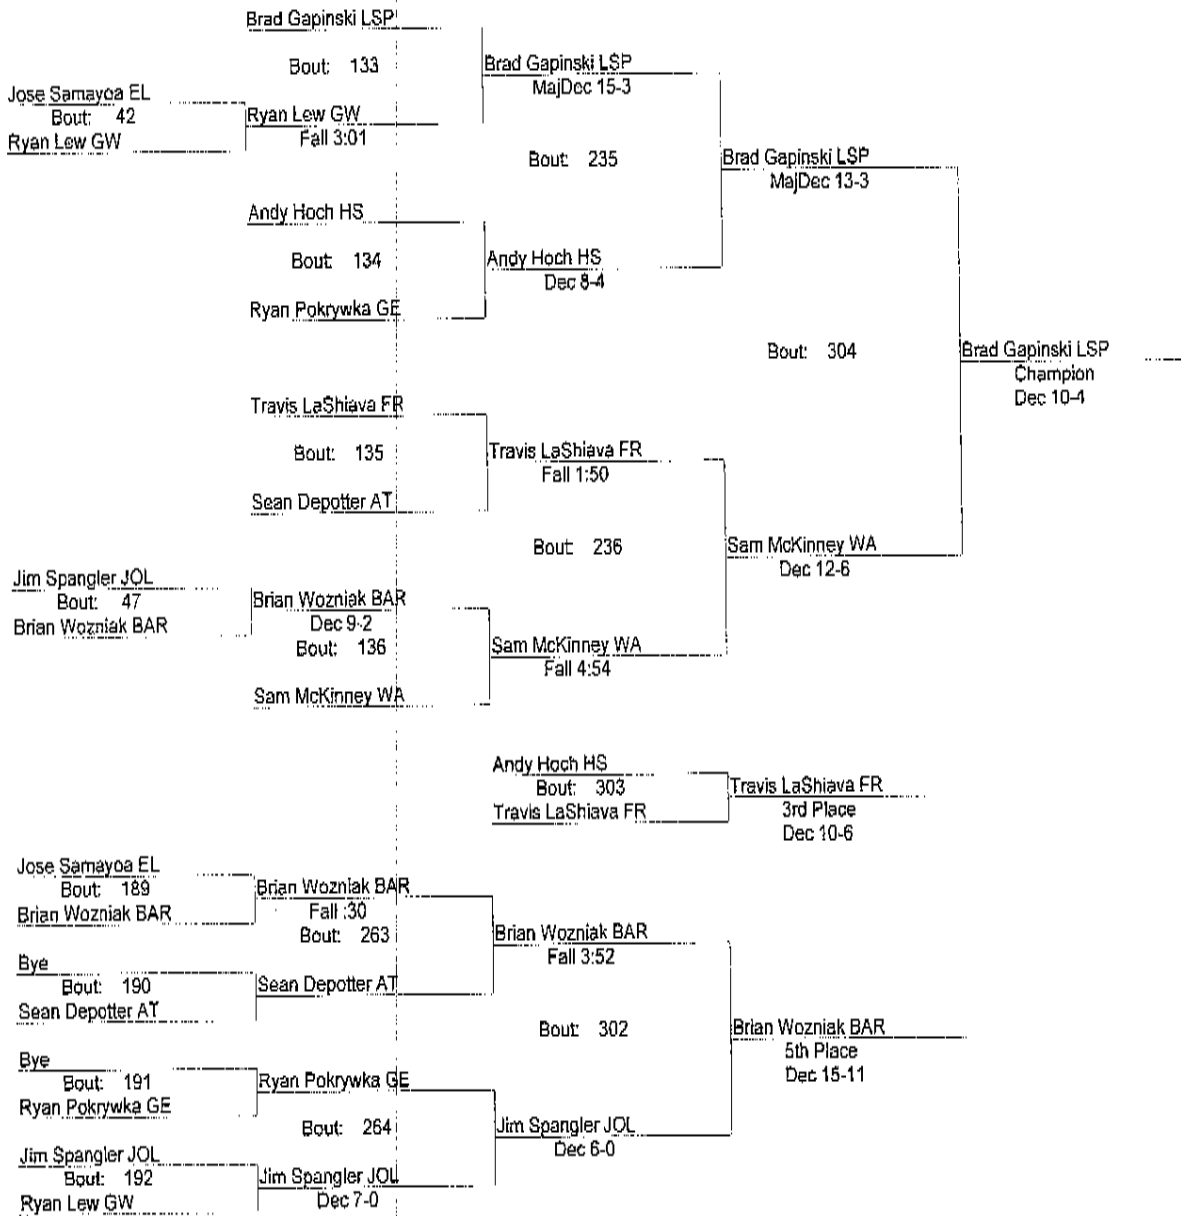 Brad Gapinski LSP
Bout: 133
Brad Gapinski LSP
MajDec 15-3
Jose Samayoa EL
Bout: 42
Ryan Lew GW
Ryan Lew GW
Fall 3:01
Bout: 235
Brad Gapinski LSP
MajDec 13-3
Andy Hoch HS
Bout: 134
Andy Hoch HS
Dec 8-4
Ryan Pokrywka GE
Bout: 304
Brad Gapinski LSP
Champion
Dec 10-4
Travis LaShiava FR
Bout: 135
Travis LaShiava FR
Fall 1:50
Sean Depotter AT
Bout: 236
Sam McKinney WA
Dec 12-6
Jim Spangler JOL
Bout: 47
Brian Wozniak BAR
Brian Wozniak BAR
Dec 9-2
Bout: 136
Sam McKinney WA
Fall 4:54
Sam McKinney WA
Andy Hoch HS
Bout: 303
Travis LaShiava FR
Travis LaShiava FR
3rd Place
Dec 10-6
Jose Samayoa EL
Bout: 189
Brian Wozniak BAR
Brian Wozniak BAR
Fall :30
Bout: 263
Brian Wozniak BAR
Fall 3:52
Bye
Bout: 190
Sean Depotter AT
Sean Depotter AT
Bout: 302
Brian Wozniak BAR
5th Place
Dec 15-11
Bye
Bout: 191
Ryan Pokrywka GE
Ryan Pokrywka GE
Bout: 264
Jim Spangler JOL
Dec 6-0
Jim Spangler JOL
Bout: 192
Ryan Lew GW
Jim Spangler JOL
Dec 7-0